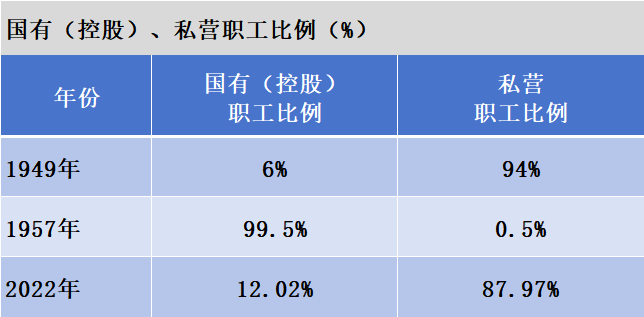 国有（控股）、私营职工比例（%）
年份 国有（控股）职工比例 私营职工比例
1949年 6% 94%
1957年 99.5% 0.5%
2022年 12.02% 87.97%